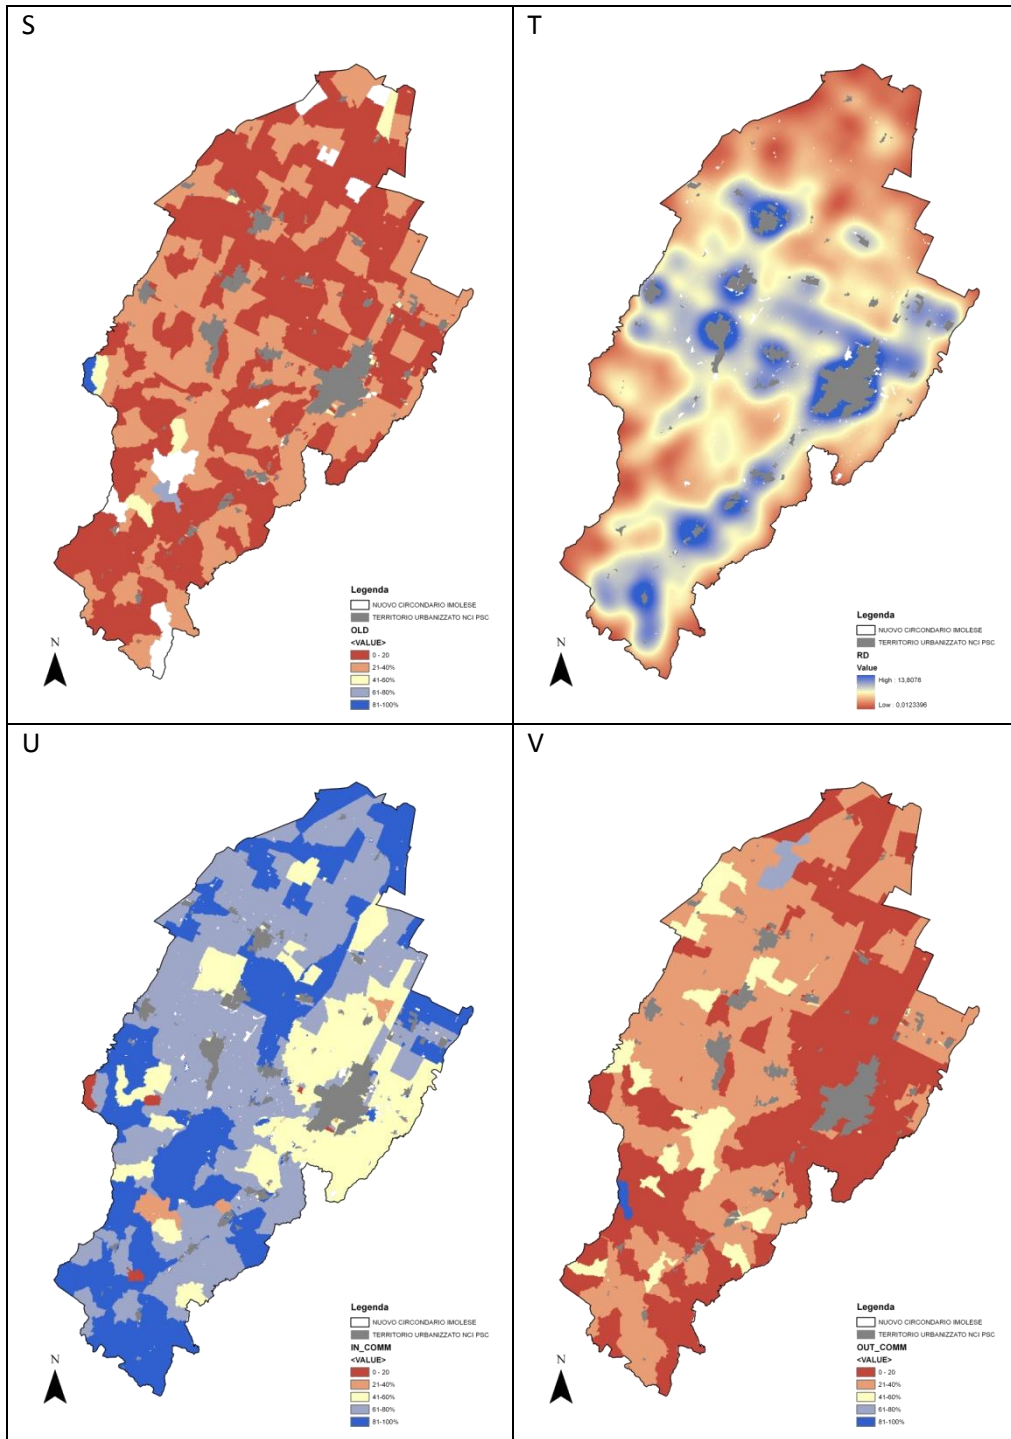 S
N
Legenda
NUOVO CIRCONDARIO IMOLESE
TERRITORIO URBANIZZATO NCI PSC
OLD
<VALUE>
0 - 20
21-40%
41-60%
61-80%
81-100%
T
N
Legenda
NUOVO CIRCONDARIO IMOLESE
TERRITORIO URBANIZZATO NCI PSC
RD
Value
High : 13,8078
Low : 0,0123396
U
N
Legenda
NUOVO CIRCONDARIO IMOLESE
TERRITORIO URBANIZZATO NCI PSC
IN_COMM
<VALUE>
0 - 20
21-40%
41-60%
61-80%
81-100%
V
N
Legenda
NUOVO CIRCONDARIO IMOLESE
TERRITORIO URBANIZZATO NCI PSC
OUT_COMM
<VALUE>
0 - 20
21-40%
41-60%
61-80%
81-100%